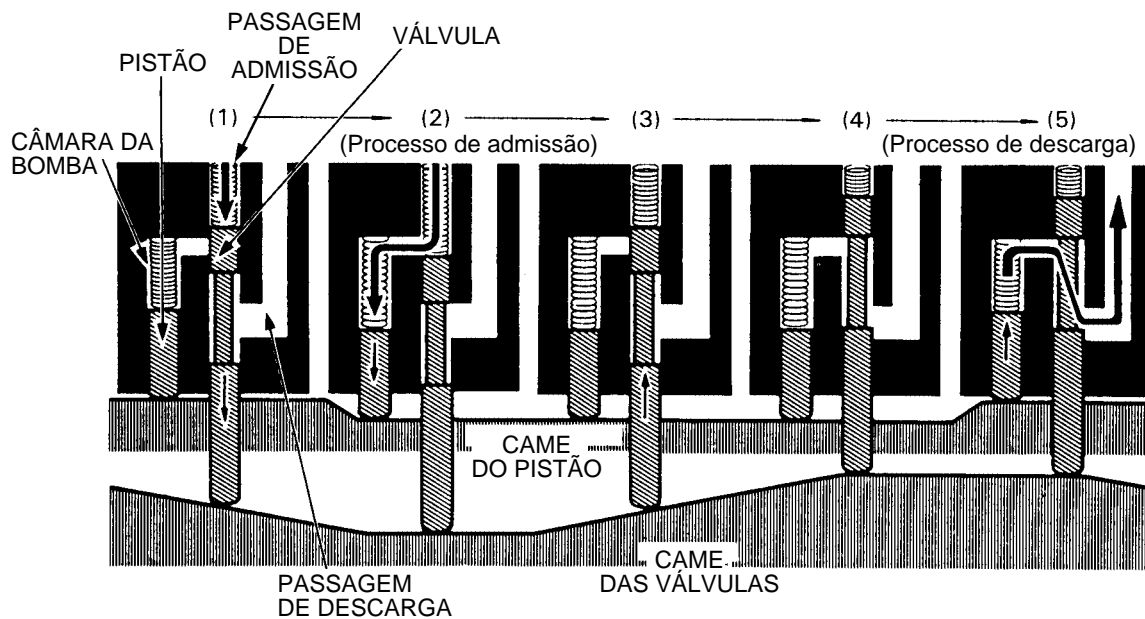 PASSAGEM
DE
ADMISSÃO
VÁLVULA
PISTÃO
(1)
(2)
(3)
(4)
(5)
(Processo de admissão)
(Processo de descarga)
CÂMARA DA
BOMBA
CAME
DO PISTÃO
CAME
DAS VÁLVULAS
PASSAGEM
DE DESCARGA